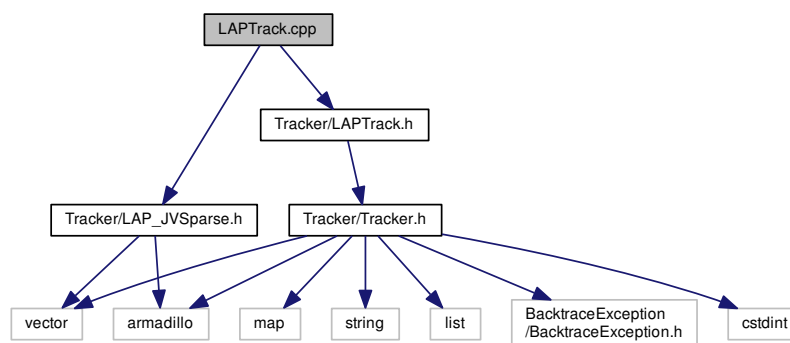 LAPTrack.cpp
Tracker/LAPTrack.h
Tracker/LAP_JVSparse.h
Tracker/Tracker.h
vector
armadillo
map
string
list
BacktraceException
/BacktraceException.h
cstdint